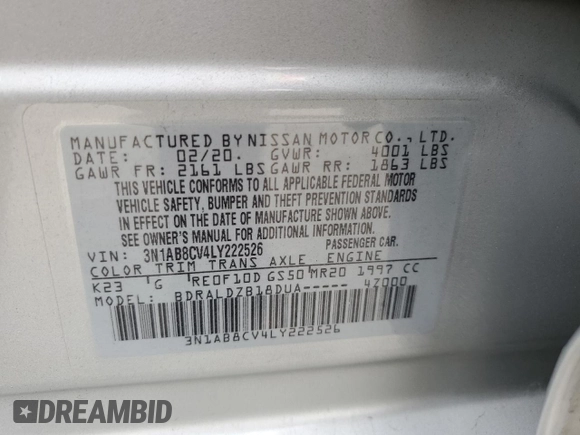 MANUFACTURED BY NISSAN MOTOR CO., LTD.
DATE: 02/20. GVWR: 4001 LBS
GAWR FR: 2161 LBS GAWR RR: 1863 LBS
THIS VEHICLE CONFORMS TO ALL APPLICABLE FEDERAL MOTOR
VEHICLE SAFETY, BUMPER AND THEFT PREVENTION STANDARDS
IN EFFECT ON THE DATE OF MANUFACTURE SHOWN ABOVE.
SEE OWNER'S MANUAL FOR ADDITIONAL INFORMATION
VIN: 3N1AB8CV4LY222526 PASSENGER CAR.
COLOR TRIM TRANS AXLE ENGINE
K23 G RE0F10D GS50 MR20 1997 CC
MODEL: BDRALDZB18DUA----- 4Z000
3N1AB8CV4LY222526
DREAMBID